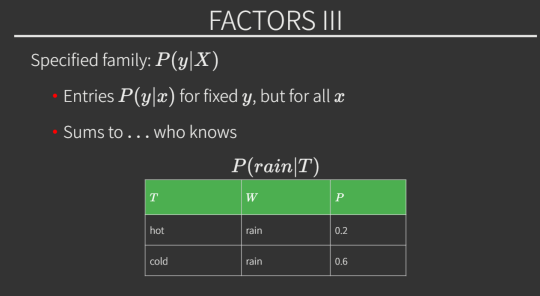 FACTORS III
Specified family: P(y|X)
• Entries P(y|x) for fixed y, but for all x
• Sums to . . . who knows
P(rain|T)
T W P
hot rain 0.2
cold rain 0.6